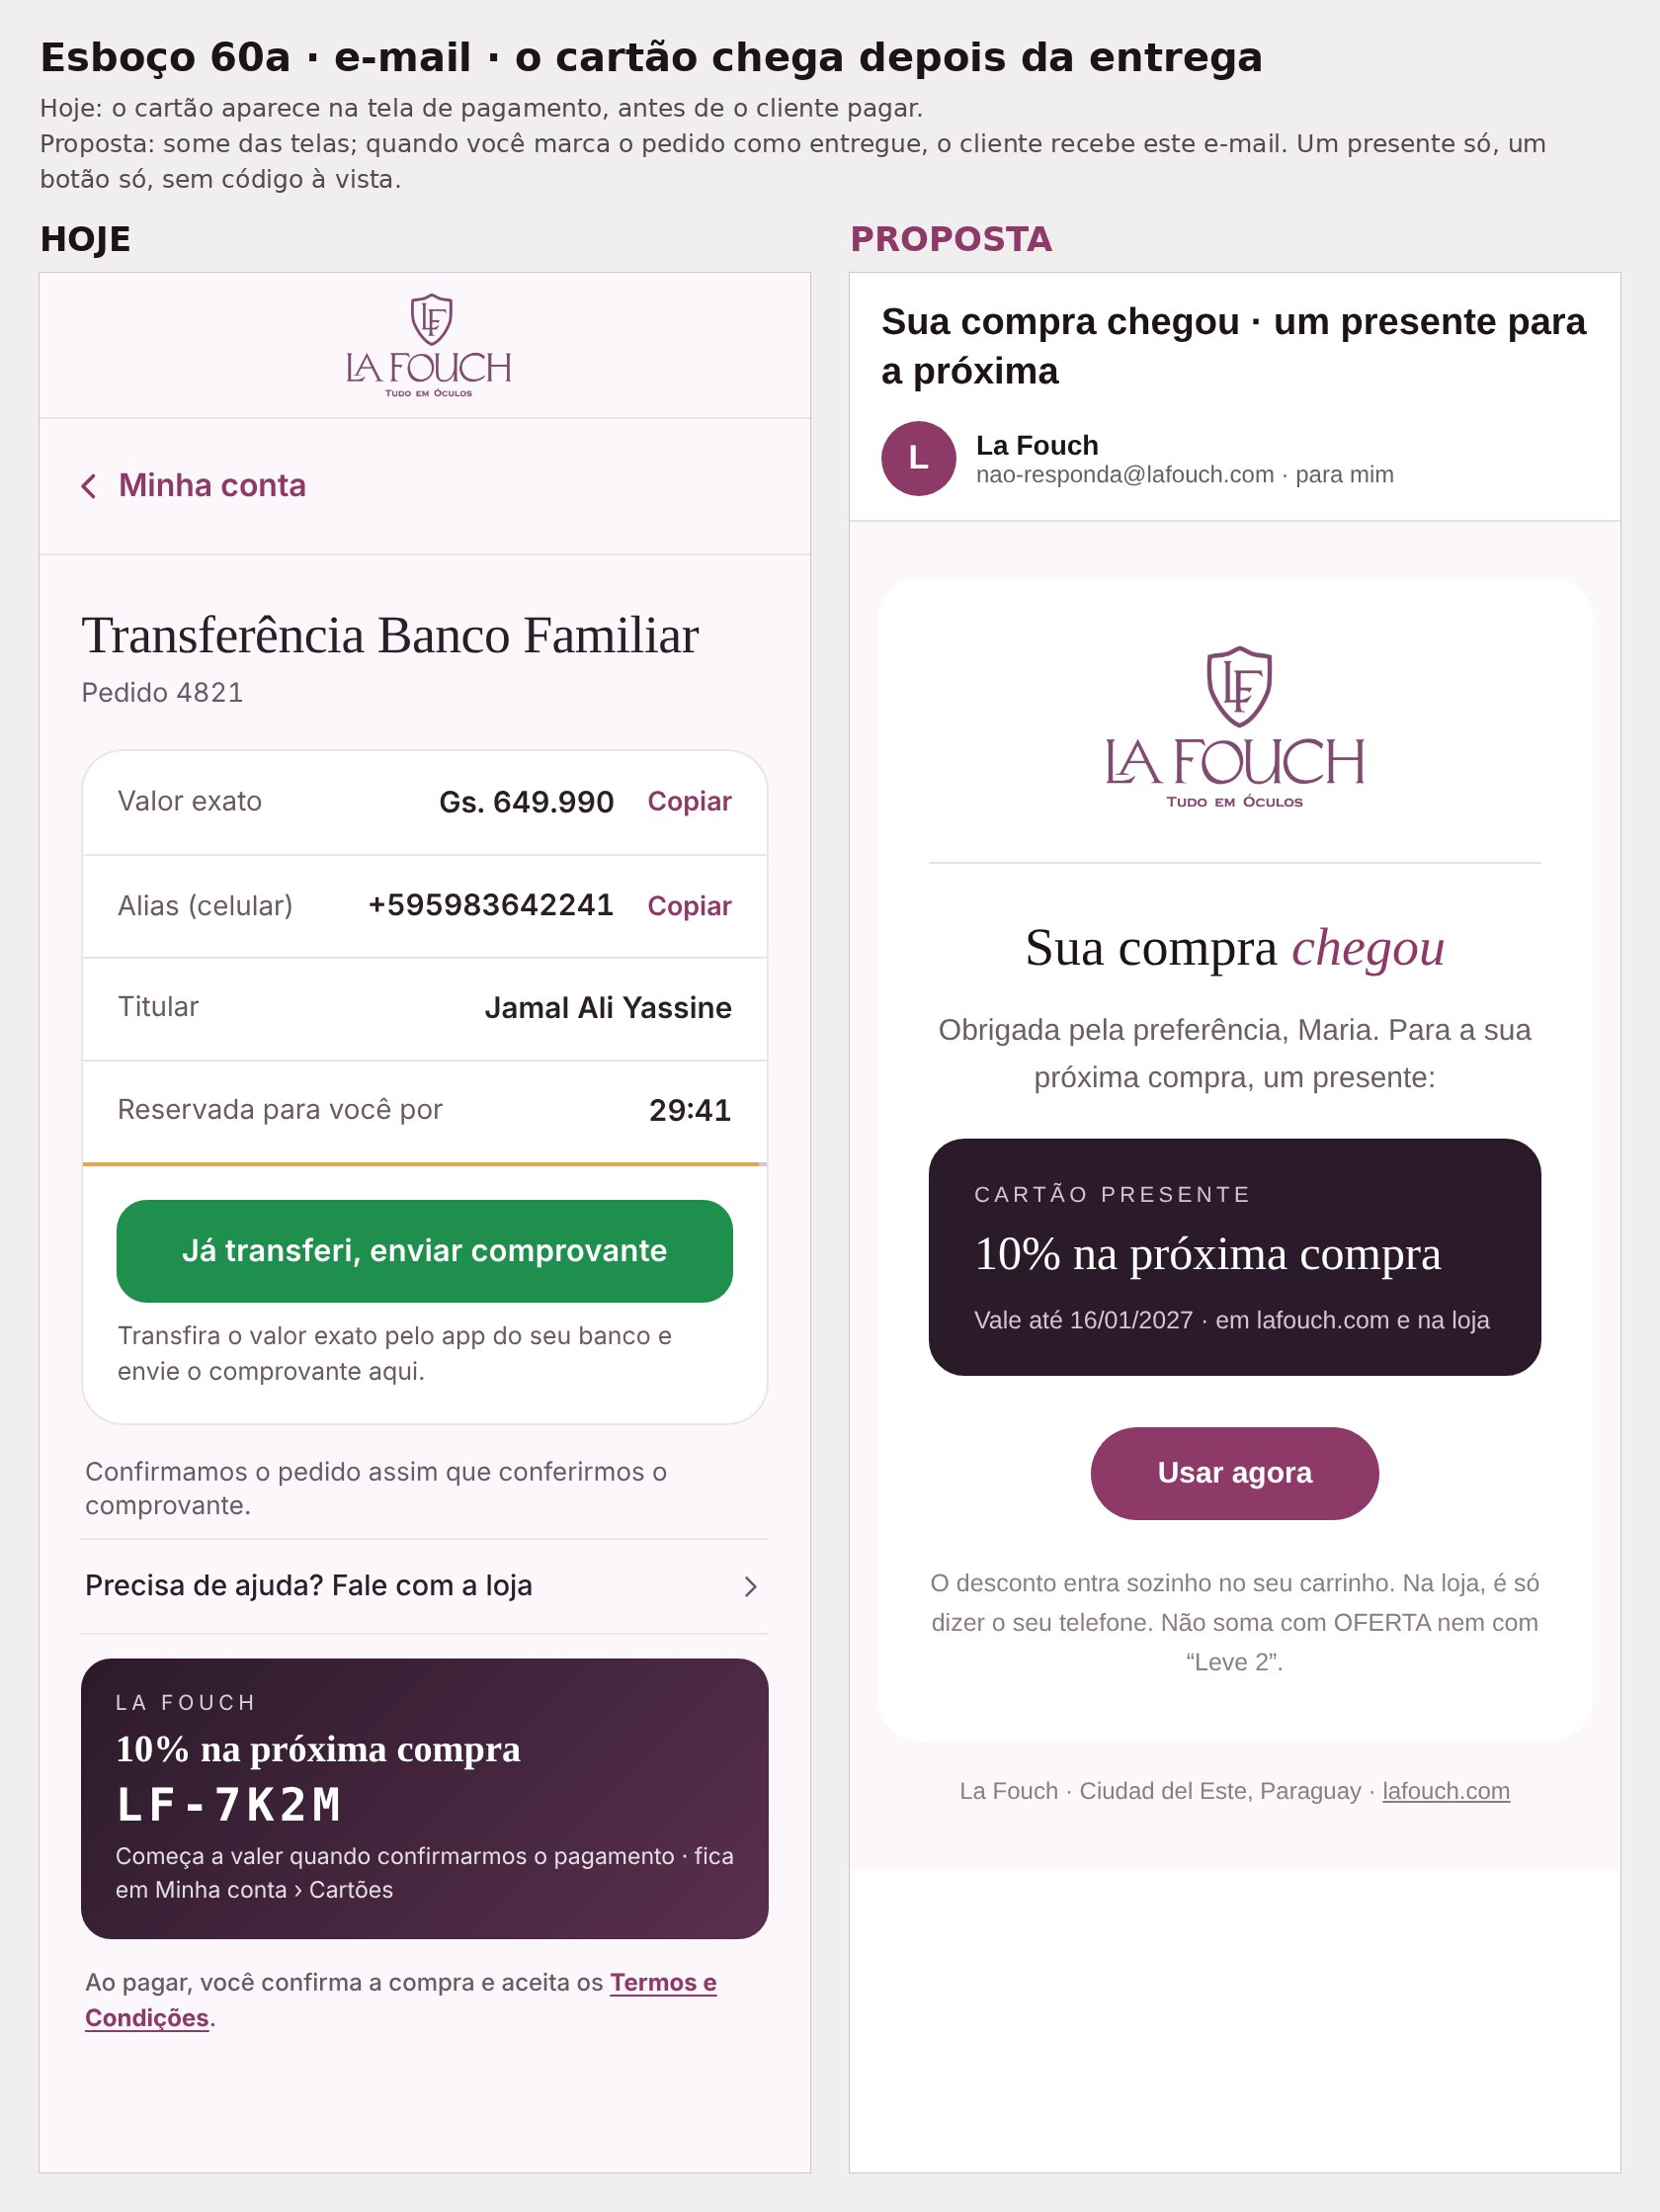 Esboço 60a · e-mail · o cartão chega depois da entrega
Hoje: o cartão aparece na tela de pagamento, antes de o cliente pagar.
Proposta: some das telas; quando você marca o pedido como entregue, o cliente recebe este e-mail. Um presente só, um
botão só, sem código à vista.
HOJE
LF
LA FOUCH
TUDO EM ÓCULOS
Minha conta
Transferência Banco Familiar
Pedido 4821
Valor exato Gs. 649.990 Copiar
Alias (celular) +595983642241 Copiar
Titular Jamal Ali Yassine
Reservada para você por 29:41
Já transferi, enviar comprovante
Transfira o valor exato pelo app do seu banco e
envie o comprovante aqui.
Confirmamos o pedido assim que conferirmos o
comprovante.
Precisa de ajuda? Fale com a loja
LA FOUCH
10% na próxima compra
LF-7K2M
Começa a valer quando confirmarmos o pagamento · fica
em Minha conta › Cartões
Ao pagar, você confirma a compra e aceita os Termos e
Condições.
PROPOSTA
Sua compra chegou · um presente para
a próxima
L
La Fouch
nao-responda@lafouch.com · para mim
LF
LA FOUCH
TUDO EM ÓCULOS
Sua compra chegou
Obrigada pela preferência, Maria. Para a sua
próxima compra, um presente:
CARTÃO PRESENTE
10% na próxima compra
Vale até 16/01/2027 · em lafouch.com e na loja
Usar agora
O desconto entra sozinho no seu carrinho. Na loja, é só
dizer o seu telefone. Não soma com OFERTA nem com
“Leve 2”.
La Fouch · Ciudad del Este, Paraguay · lafouch.com